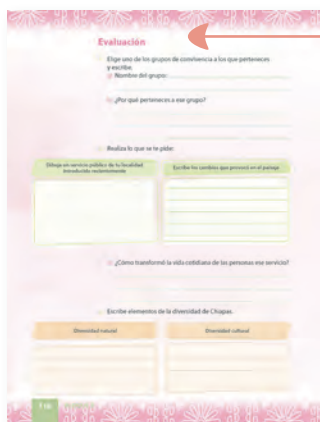 Evaluación
Elige uno de los grupos de convivencia a los que perteneces
y escribe.
Nombre del grupo:
¿Por qué perteneces a ese grupo?
Realiza lo que se te pide:
Dibuja un servicio público de tu localidad
introducido recientemente
Escribe los cambios que provocó en el paisaje
¿Cómo transformó la vida cotidiana de las personas ese servicio?
Escribe elementos de la diversidad de Chiapas.
Diversidad natural
Diversidad cultural